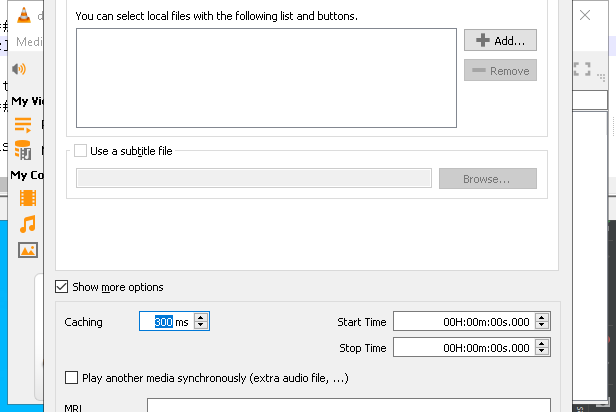 You can select local files with the following list and buttons.
Add...
Remove
Use a subtitle file
Browse...
Show more options
Caching
300 ms
Start Time
00H:00m:00s.000
Stop Time
00H:00m:00s.000
Play another media synchronously (extra audio file, ...)
MRL
##
Medi
My Vi
My Co